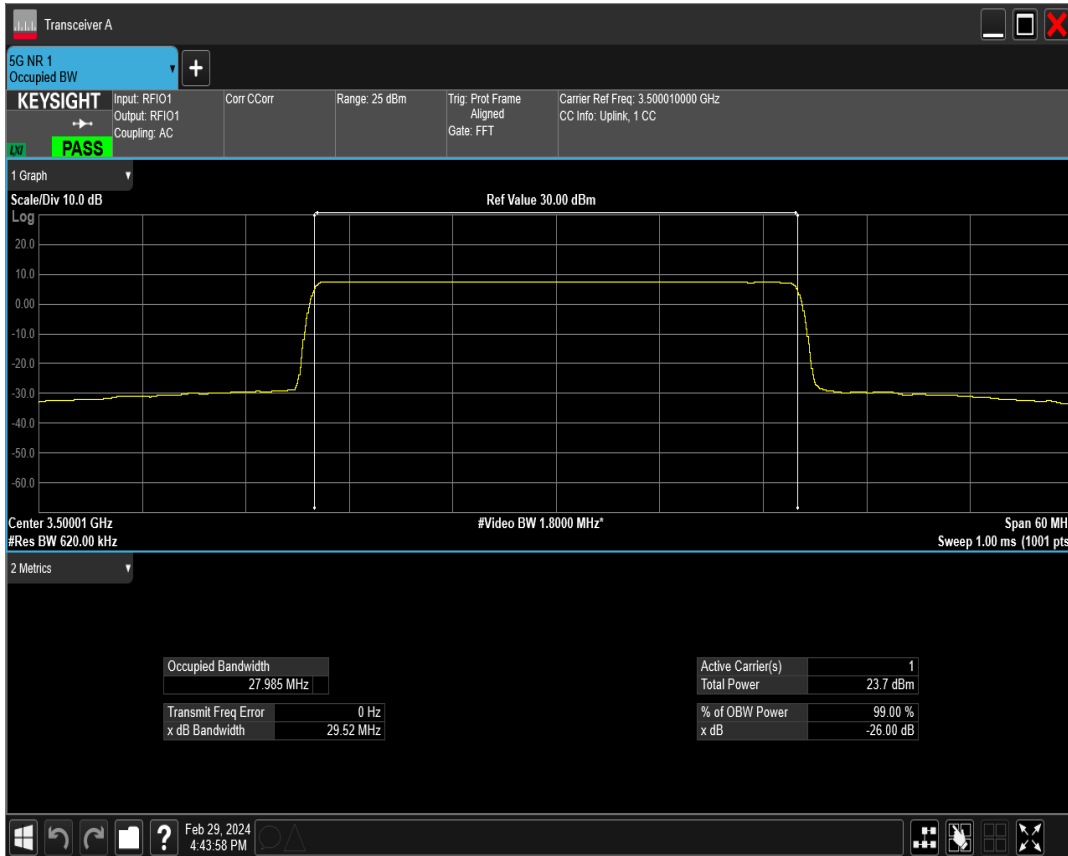 Transceiver A
5G NR 1
Occupied BW
KEYSIGHT
LXI
PASS
Input: RFIO1
Output: RFIO1
Coupling: AC
Corr CCorr
Range: 25 dBm
Trig: Prot Frame
Aligned
Gate: FFT
Carrier Ref Freq: 3.500010000 GHz
CC Info: Uplink, 1 CC
1 Graph
Scale/Div 10.0 dB
Ref Value 30.00 dBm
Log
20.0
10.0
0.00
-10.0
-20.0
-30.0
-40.0
-50.0
-60.0
Center 3.50001 GHz
#Video BW 1.8000 MHz*
Span 60 MH
#Res BW 620.00 kHz
Sweep 1.00 ms (1001 pts
2 Metrics
Occupied Bandwidth
27.985 MHz
Transmit Freq Error 0 Hz
x dB Bandwidth 29.52 MHz
Active Carrier(s) 1
Total Power 23.7 dBm
% of OBW Power 99.00 %
x dB -26.00 dB
?
Feb 29, 2024
4:43:58 PM